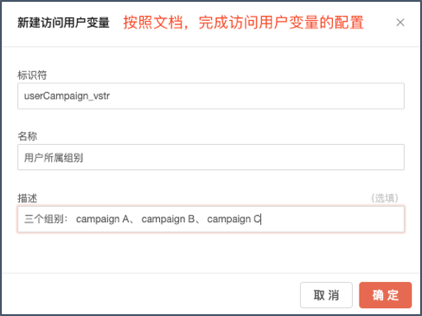 新建访问用户变量 按照文档，完成访问用户变量的配置 ×
标识符
userCampaign_vstr
名称
用户所属组别
描述 （选填）
三个组别： campaign A、 campaign B、 campaign C
取 消 确 定